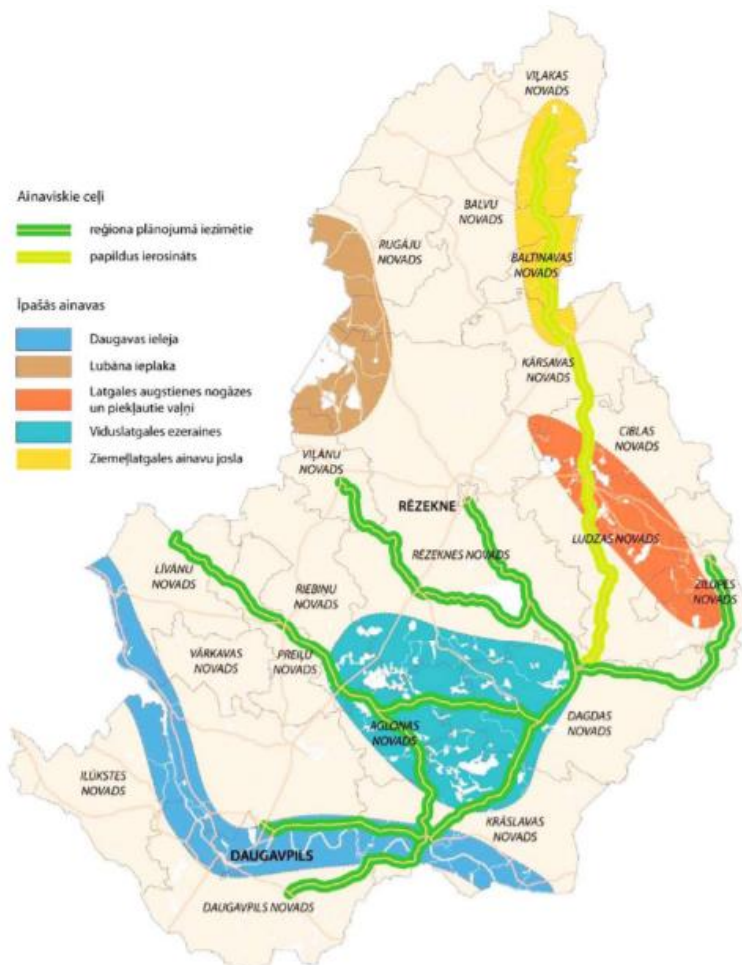 VIĻAKAS
NOVADS
Ainaviskie ceļi
BALVU
NOVADS
reģiona plānojumā iezīmētie
RUGĀJU
NOVADS
papildus ierosināts
BALTINAVAS
NOVADS
Īpašās ainavas
Daugavas ieleja
Lubāna ieplaka
KĀRSAVAS
NOVADS
Latgales augstienes nogāzes
un piekļautie vaļņi
CIBLAS
NOVADS
Viduslatgales ezeraines
Ziemeļlatgales ainavu josla
VIĻĀNU
NOVADS
RĒZEKNE
LUDZAS NOVADS
RĒZEKNES NOVADS
LĪVĀNU
NOVADS
ZILUPES
NOVADS
RIEBIŅU
NOVADS
VĀRKAVAS
NOVADS
PREIĻU
NOVADS
AGLONAS
NOVADS
DAGDAS
NOVADS
ILŪKSTES
NOVADS
KRĀSLAVAS
NOVADS
DAUGAVPILS
DAUGAVPILS NOVADS